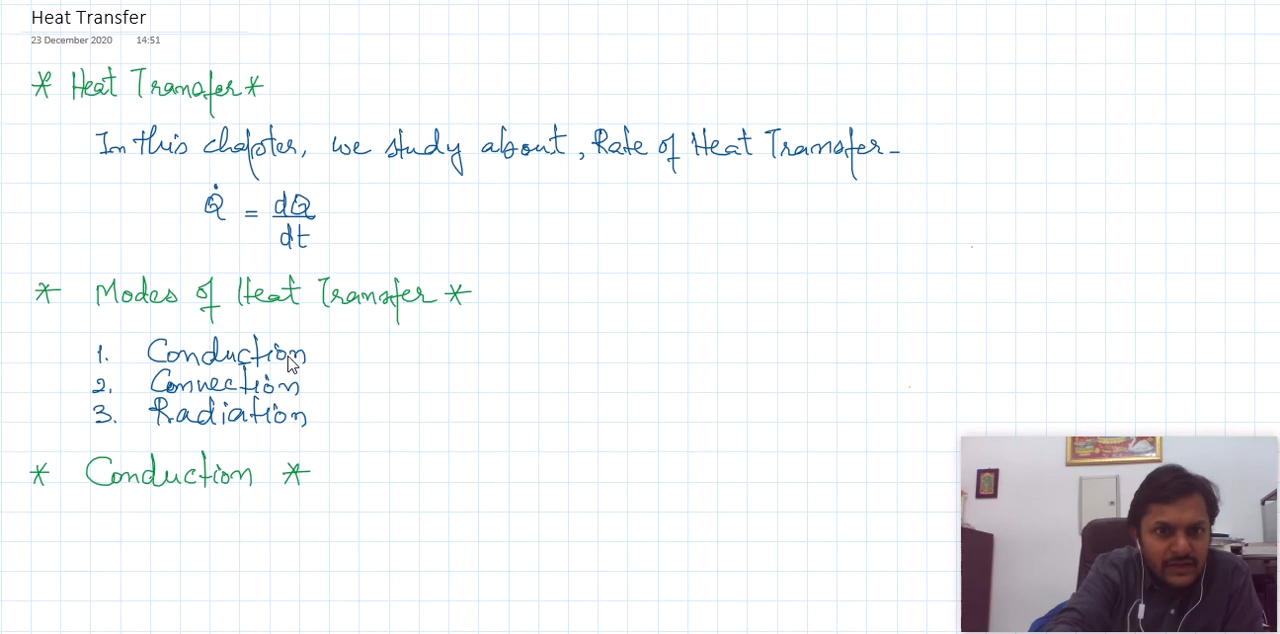 Heat Transfer
23 December 2020 14:51
* Heat Transfer *
In this chapter, we study about, Rate of Heat Transfer -
Q̇ = dQ/dt
* Modes of Heat Transfer *
1. Conduction
2. Convection
3. Radiation
* Conduction *